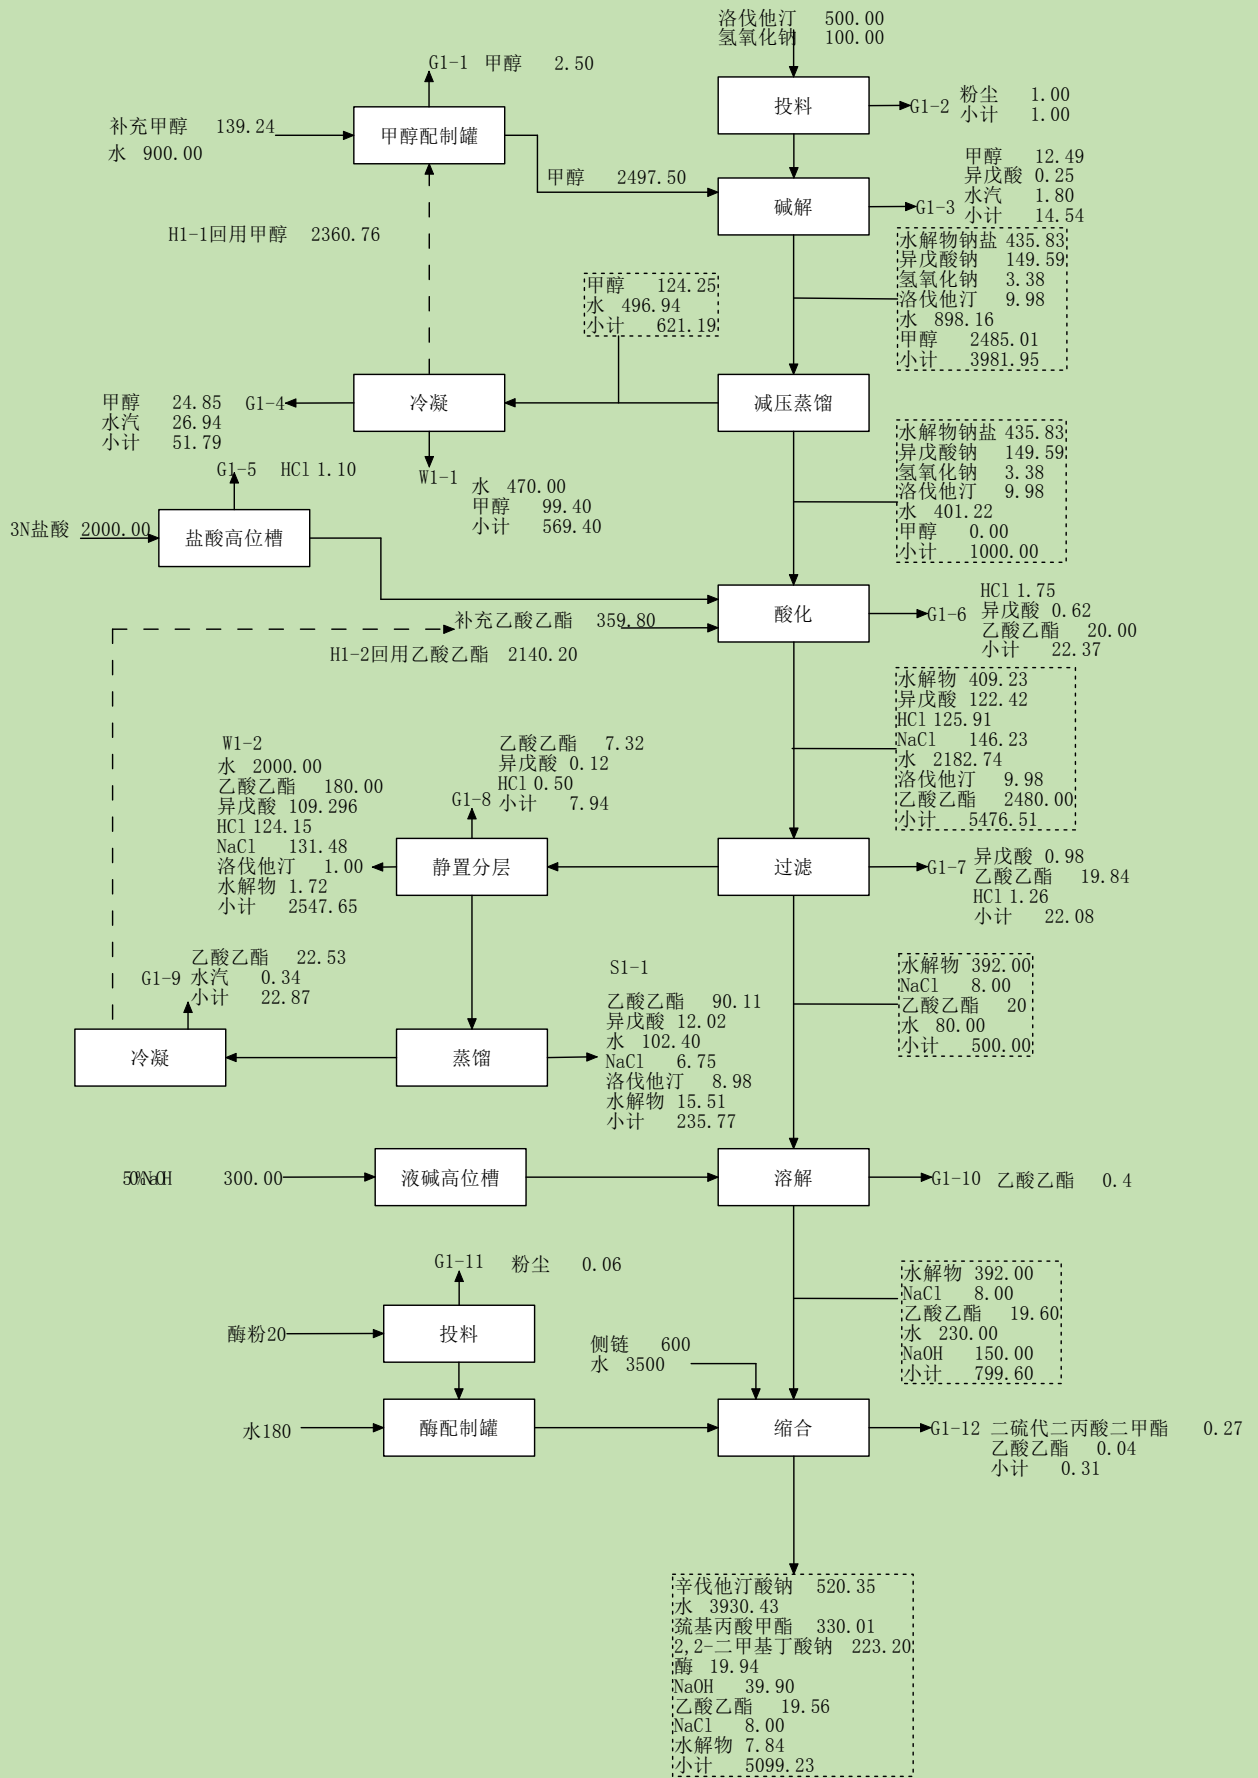 洛伐他汀 500.00
氢氧化钠 100.00
G1-1 甲醇 2.50
投料
G1-2
粉尘 1.00
小计 1.00
补充甲醇 139.24
水 900.00
甲醇配制罐
甲醇 2497.50
碱解
G1-3
甲醇 12.49
异戊酸 0.25
水汽 1.80
小计 14.54
H1-1回用甲醇 2360.76
水解物钠盐 435.83
异戊酸钠 149.59
氢氧化钠 3.38
洛伐他汀 9.98
水 898.16
甲醇 2485.01
小计 3981.95
甲醇 124.25
水 496.94
小计 621.19
甲醇 24.85
水汽 26.94
小计 51.79
G1-4
冷凝
减压蒸馏
W1-1
水 470.00
甲醇 99.40
小计 569.40
水解物钠盐 435.83
异戊酸钠 149.59
氢氧化钠 3.38
洛伐他汀 9.98
水 401.22
甲醇 0.00
小计 1000.00
G1-5 HCl 1.10
3N盐酸 2000.00
盐酸高位槽
酸化
G1-6
HCl 1.75
异戊酸 0.62
乙酸乙酯 20.00
小计 22.37
补充乙酸乙酯 359.80
H1-2回用乙酸乙酯 2140.20
水解物 409.23
异戊酸 122.42
HCl 125.91
NaCl 146.23
水 2182.74
洛伐他汀 9.98
乙酸乙酯 2480.00
小计 5476.51
W1-2
水 2000.00
乙酸乙酯 180.00
异戊酸 109.296
HCl 124.15
NaCl 131.48
洛伐他汀 1.00
水解物 1.72
小计 2547.65
G1-8
乙酸乙酯 7.32
异戊酸 0.12
HCl 0.50
小计 7.94
静置分层
过滤
G1-7
异戊酸 0.98
乙酸乙酯 19.84
HCl 1.26
小计 22.08
G1-9
乙酸乙酯 22.53
水汽 0.34
小计 22.87
S1-1
乙酸乙酯 90.11
异戊酸 12.02
水 102.40
NaCl 6.75
洛伐他汀 8.98
水解物 15.51
小计 235.77
水解物 392.00
NaCl 8.00
乙酸乙酯 20
水 80.00
小计 500.00
冷凝
蒸馏
50%NaOH 300.00
液碱高位槽
溶解
G1-10 乙酸乙酯 0.4
G1-11 粉尘 0.06
酶粉20
投料
侧链 600
水 3500
水解物 392.00
NaCl 8.00
乙酸乙酯 19.60
水 230.00
NaOH 150.00
小计 799.60
水180
酶配制罐
缩合
G1-12 二硫代二丙酸二甲酯 0.27
乙酸乙酯 0.04
小计 0.31
辛伐他汀酸钠 520.35
水 3930.43
巯基丙酸甲酯 330.01
2,2-二甲基丁酸钠 223.20
酶 19.94
NaOH 39.90
乙酸乙酯 19.56
NaCl 8.00
水解物 7.84
小计 5099.23